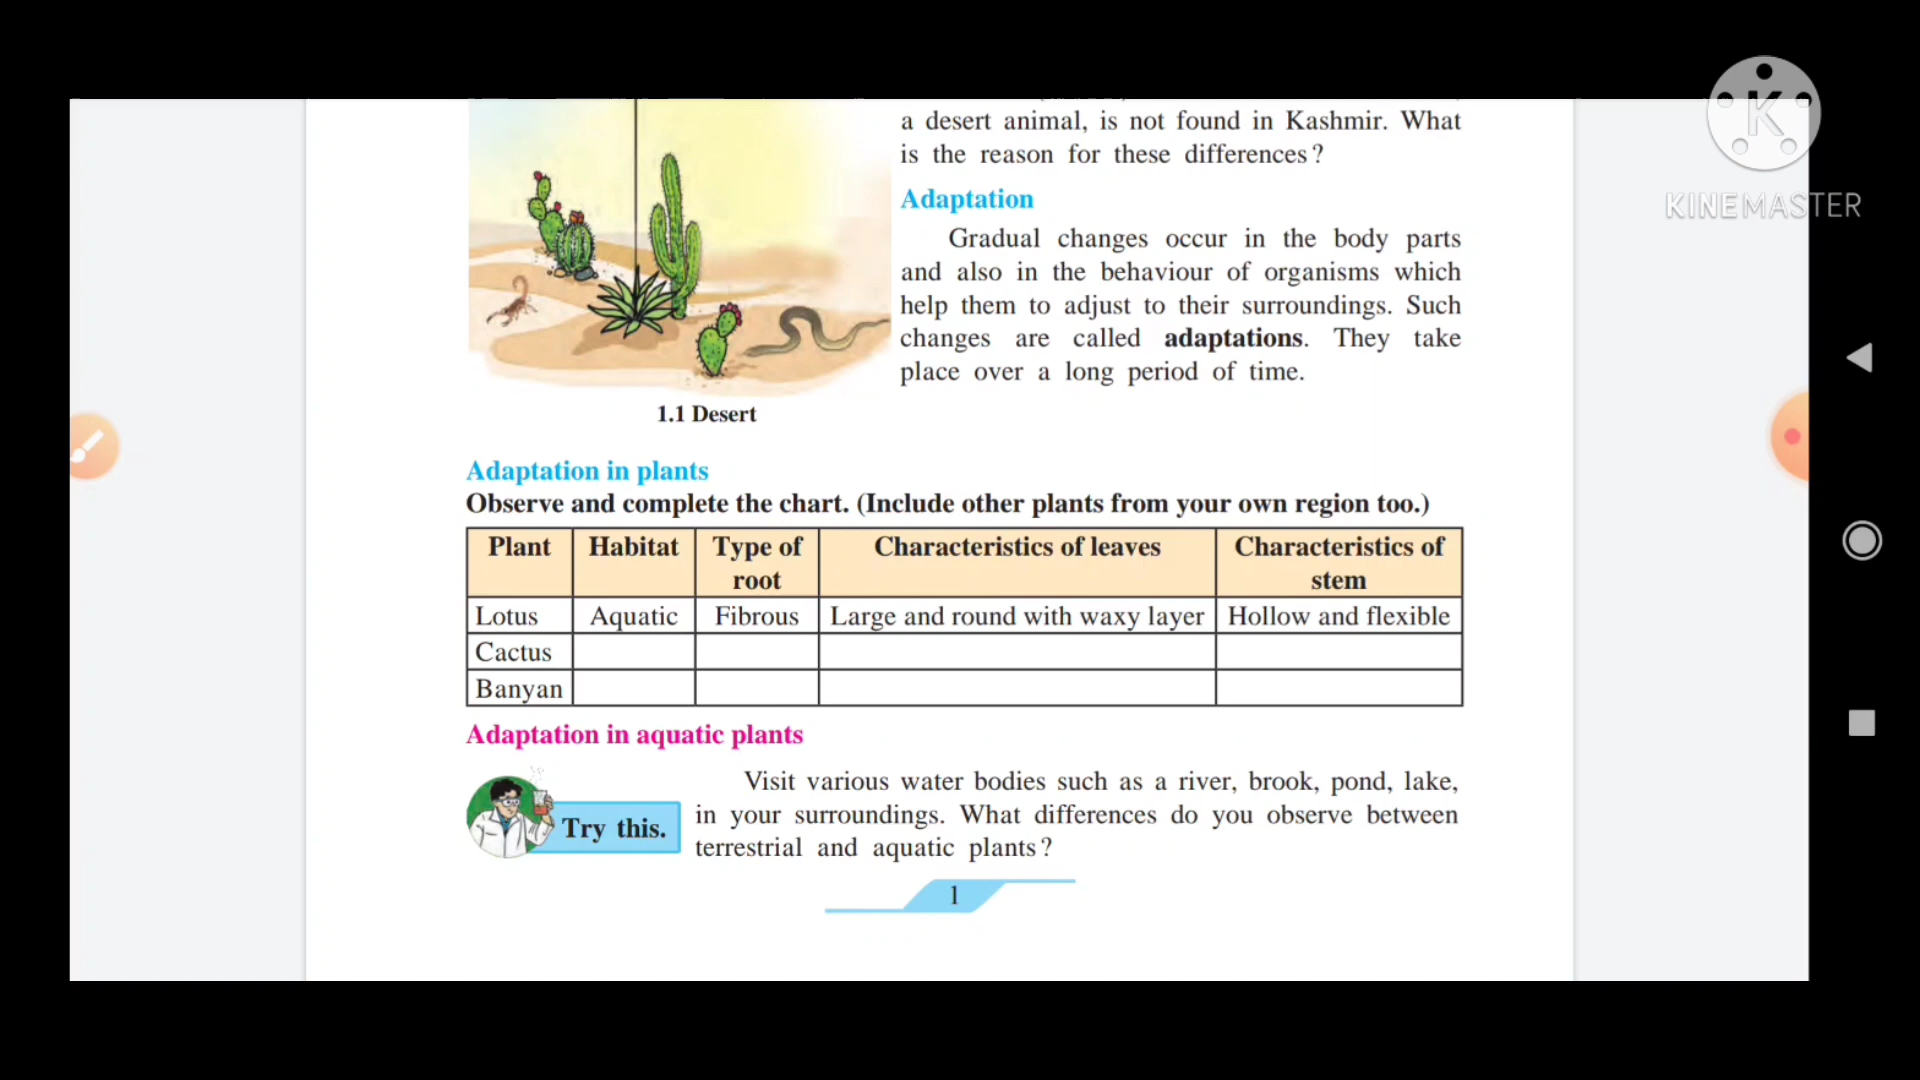 K
KINEMASTER
a desert animal, is not found in Kashmir. What
is the reason for these differences?
Adaptation
Gradual changes occur in the body parts
and also in the behaviour of organisms which
help them to adjust to their surroundings. Such
changes are called adaptations. They take
place over a long period of time.
1.1 Desert
Adaptation in plants
Observe and complete the chart. (Include other plants from your own region too.)
Plant Habitat Type of root Characteristics of leaves Characteristics of stem
Lotus Aquatic Fibrous Large and round with waxy layer Hollow and flexible
Cactus
Banyan
Adaptation in aquatic plants
Try this.
Visit various water bodies such as a river, brook, pond, lake,
in your surroundings. What differences do you observe between
terrestrial and aquatic plants?
1